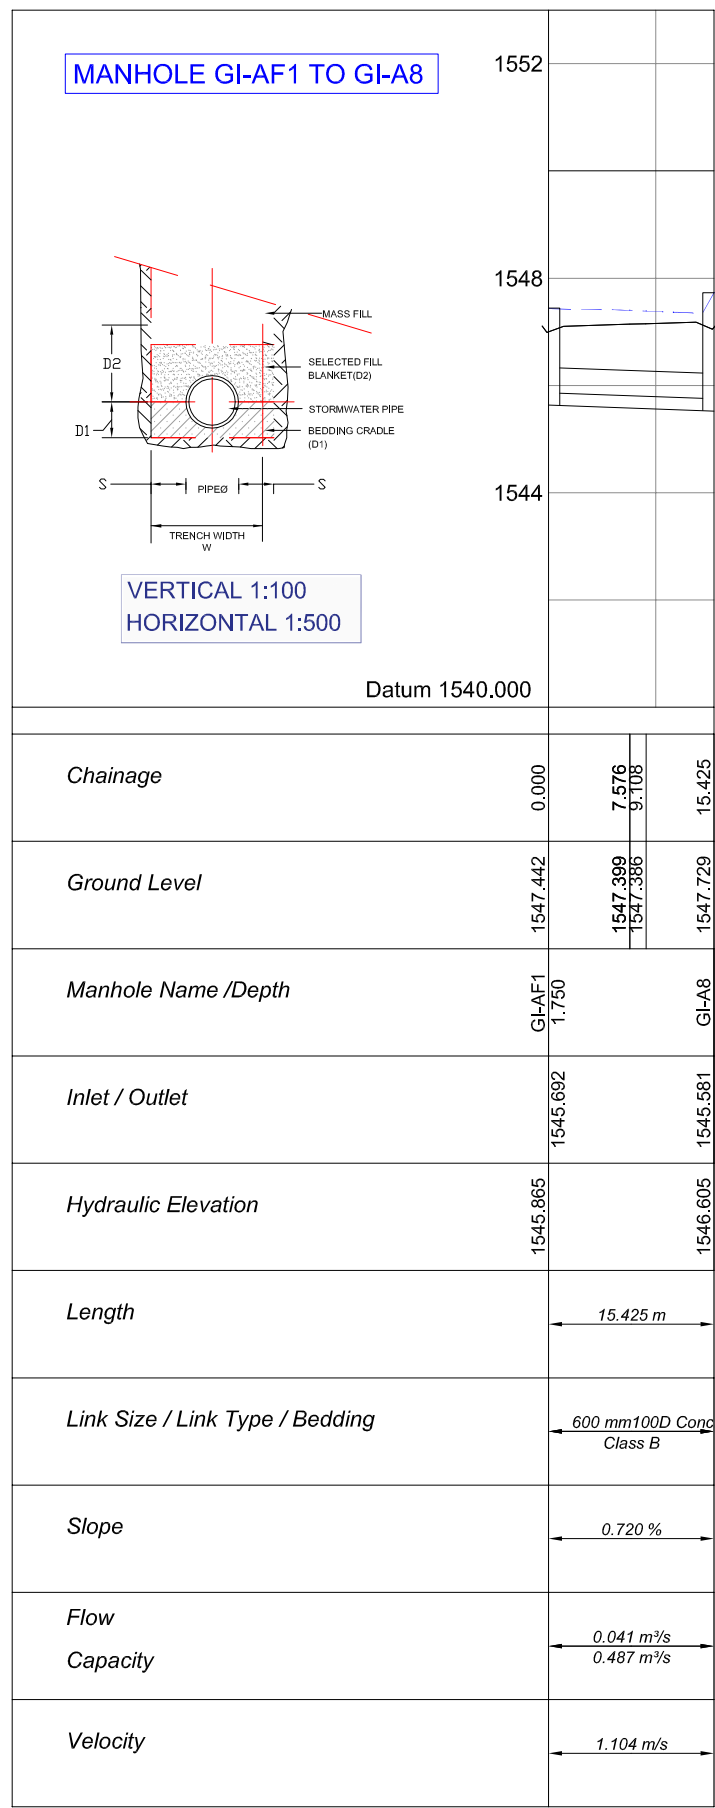 MANHOLE GI-AF1 TO GI-A8
1552
1548
1544
MASS FILL
SELECTED FILL
BLANKET(D2)
STORMWATER PIPE
BEDDING CRADLE
(D1)
D2
D1
S
PIPEØ
S
TRENCH WIDTH
W
VERTICAL 1:100
HORIZONTAL 1:500
Datum 1540.000
Chainage
0.000
7.576
9.108
15.425
Ground Level
1547.442
1547.399
1547.386
1547.729
Manhole Name /Depth
GI-AF1
1.750
GI-A8
Inlet / Outlet
1545.692
1545.581
Hydraulic Elevation
1545.865
1546.605
Length
15.425 m
Link Size / Link Type / Bedding
600 mm100D Conc
Class B
Slope
0.720 %
Flow
0.041 m³/s
Capacity
0.487 m³/s
Velocity
1.104 m/s